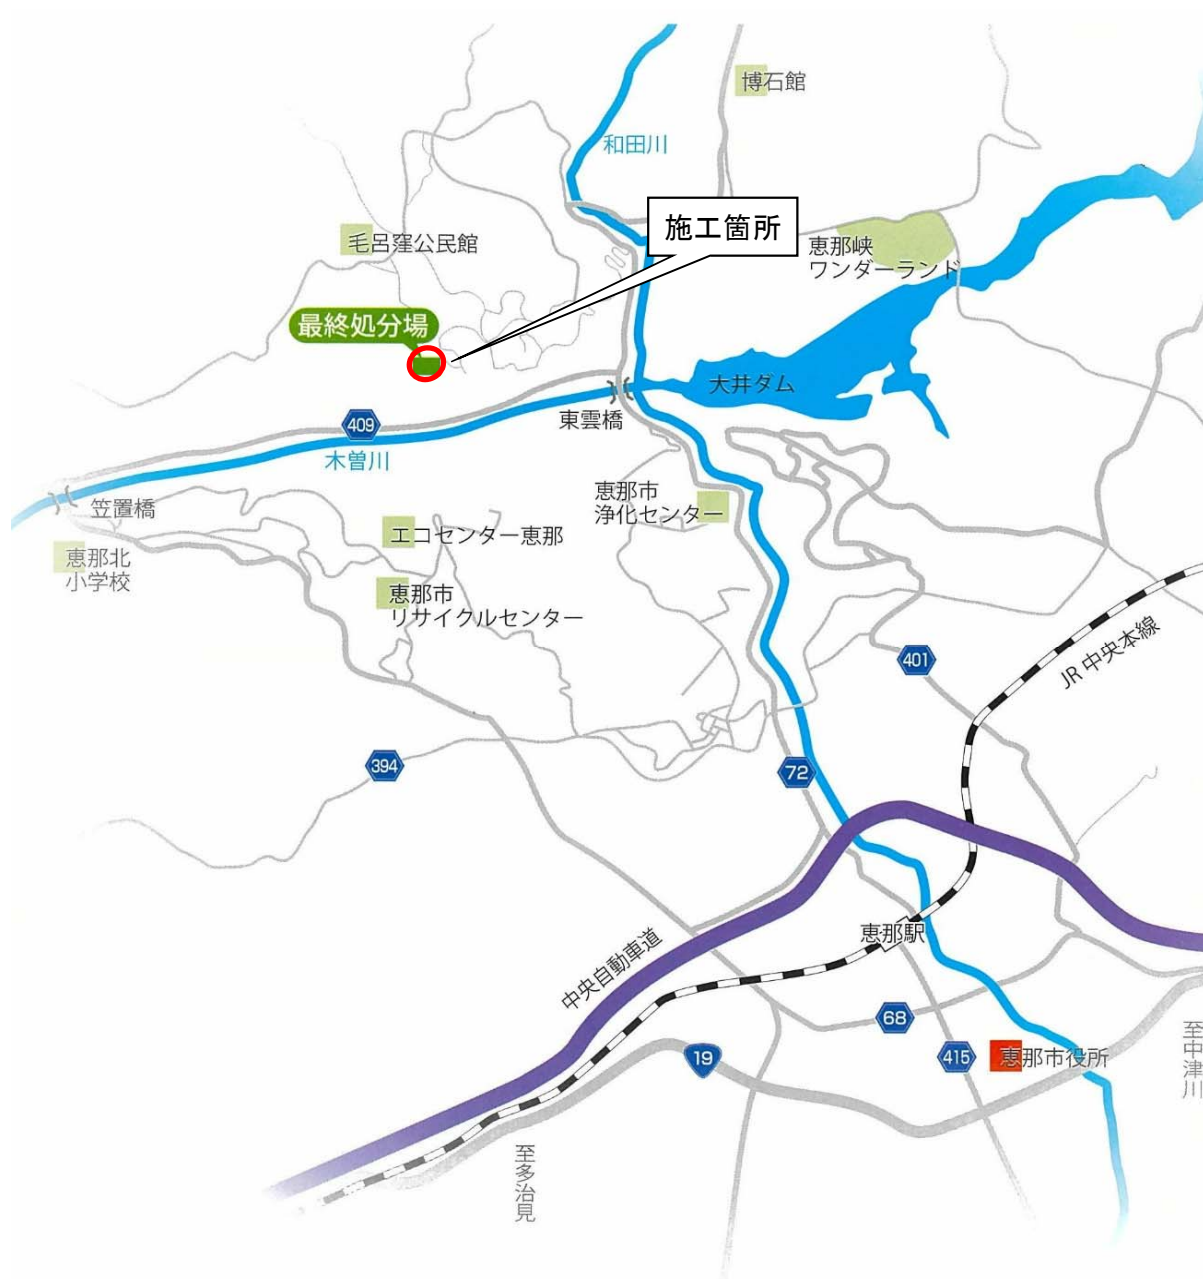 博石館
和田川
施工箇所
毛呂窪公民館
恵那峡
ワンダーランド
最終処分場
大井ダム
409
東雲橋
木曽川
笠置橋
恵那市
浄化センター
エコセンター恵那
恵那北
小学校
恵那市
リサイクルセンター
401
JR中央本線
394
72
中央自動車道
恵那駅
68
19
415
恵那市役所
至中津川
至多治見